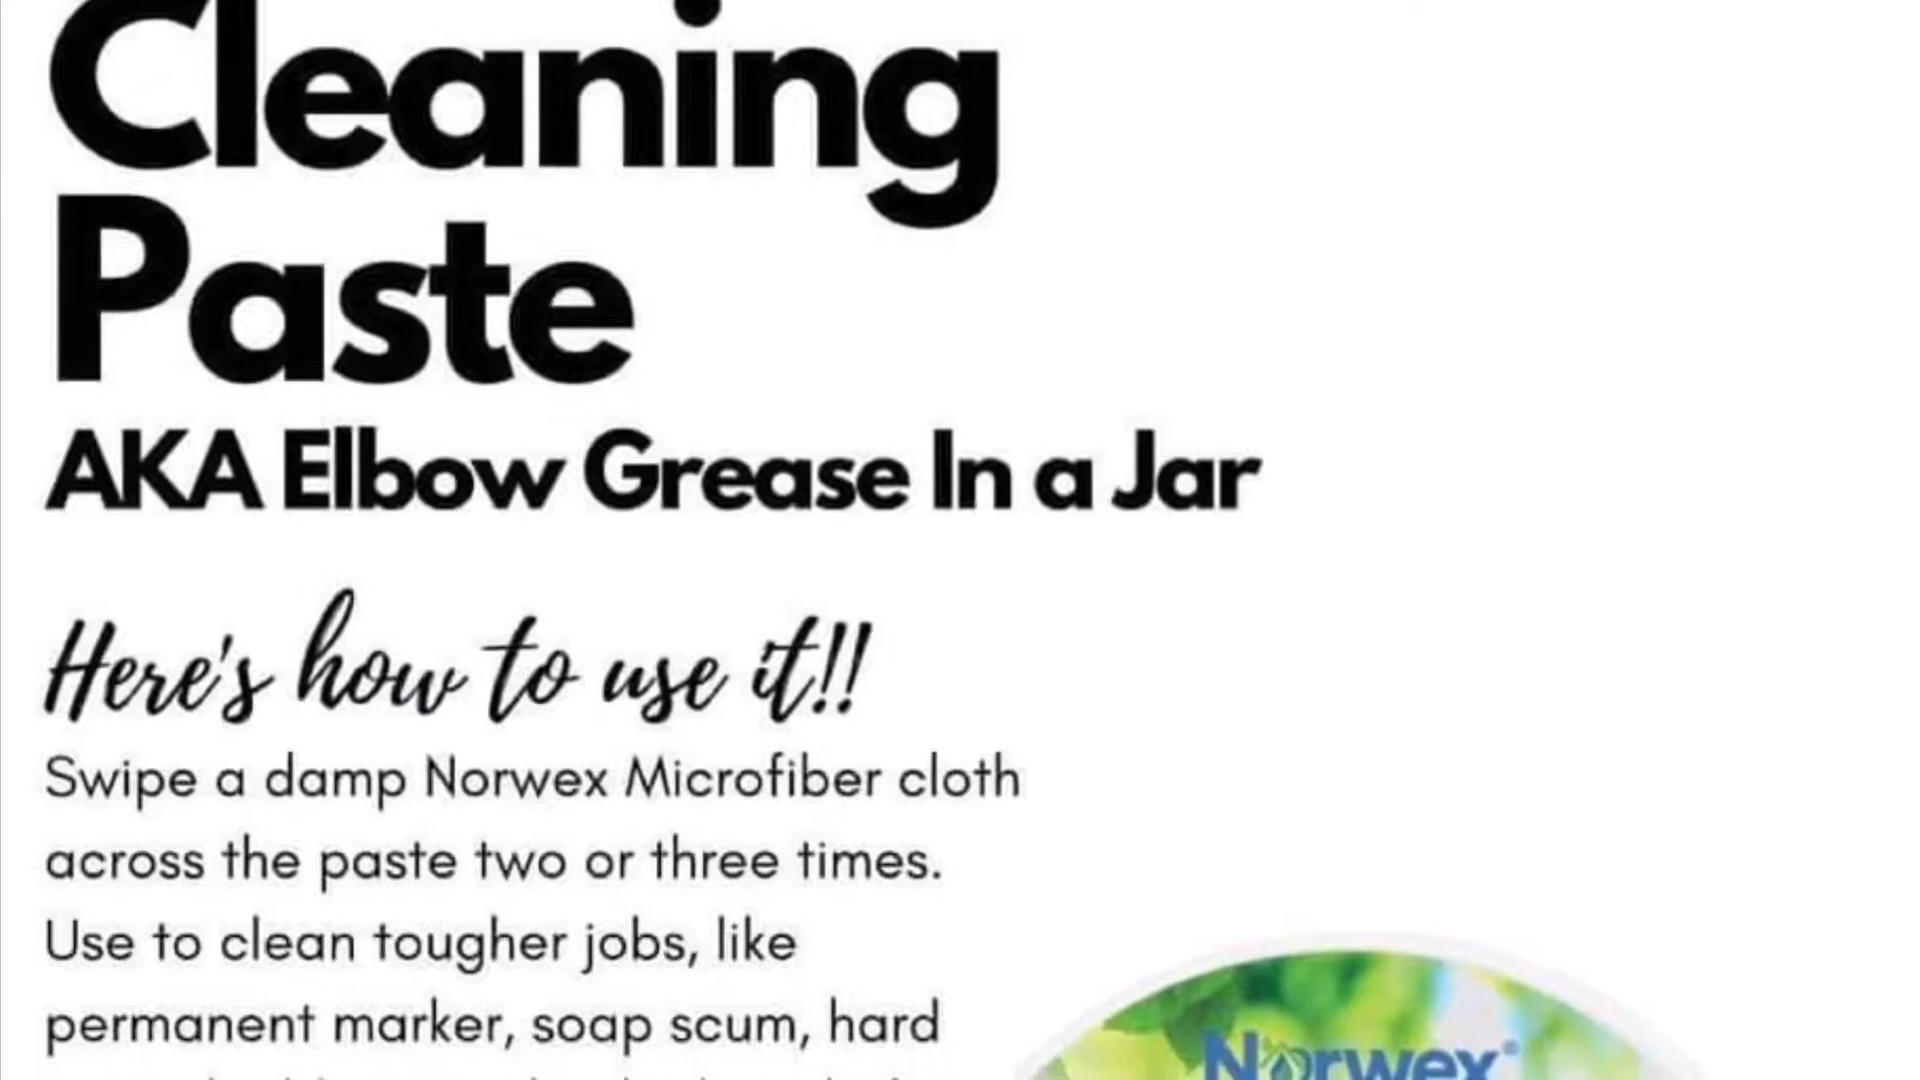 Cleaning
Paste
AKA Elbow Grease In a Jar
Here's how to use it!!
Swipe a damp Norwex Microfiber cloth
across the paste two or three times.
Use to clean tougher jobs, like
permanent marker, soap scum, hard
Norwex®